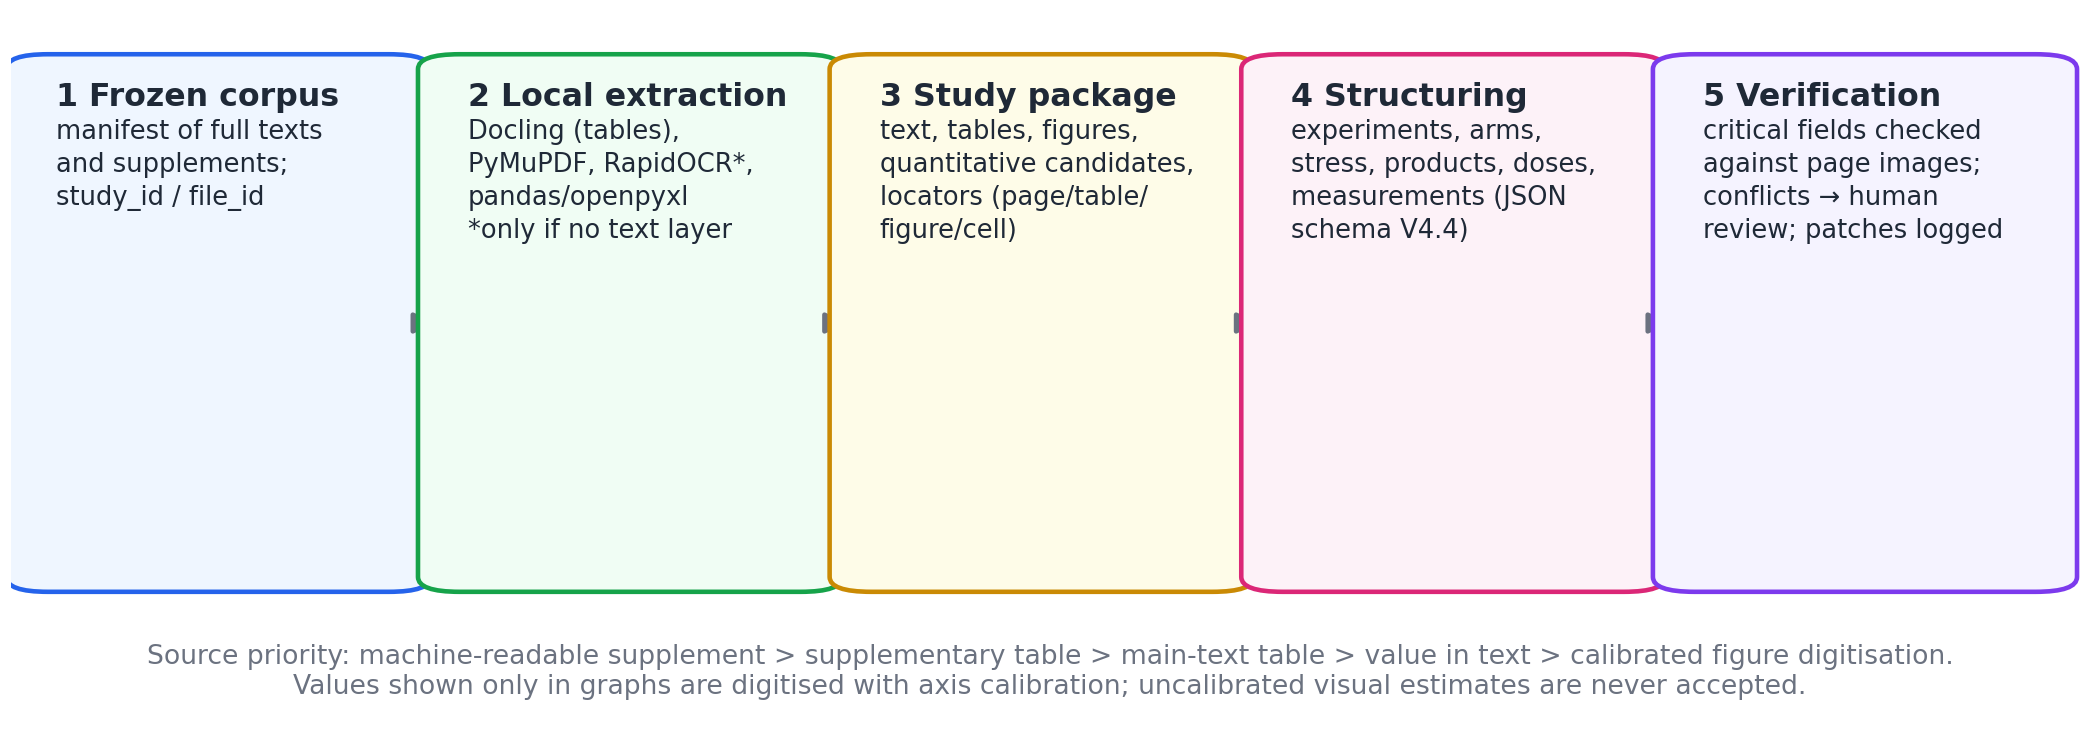 1 Frozen corpus
manifest of full texts
and supplements;
study_id / file_id
2 Local extraction
Docling (tables),
PyMuPDF, RapidOCR*,
pandas/openpyxl
*only if no text layer
3 Study package
text, tables, figures,
quantitative candidates,
locators (page/table/
figure/cell)
4 Structuring
experiments, arms,
stress, products, doses,
measurements (JSON
schema V4.4)
5 Verification
critical fields checked
against page images;
conflicts → human
review; patches logged
Source priority: machine-readable supplement > supplementary table > main-text table > value in text > calibrated figure digitisation.
Values shown only in graphs are digitised with axis calibration; uncalibrated visual estimates are never accepted.